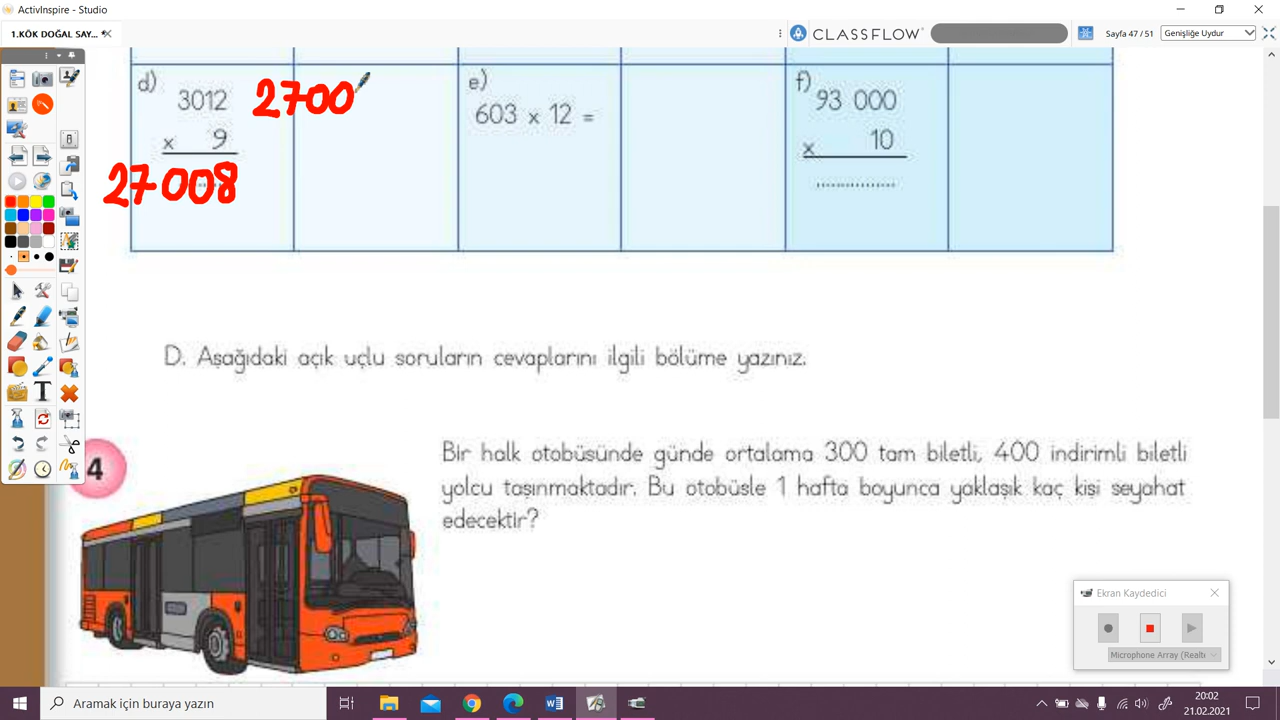 ActivInspire - Studio
1.KÖK DOĞAL SAY...
CLASSFLOW
Sayfa 47 / 51
Genişliğe Uydur
d)
3012
x 9
27 008
2700
e)
603 x 12 =
f)
93 000
x 10
...............
D. Aşağıdaki açık uçlu soruların cevaplarını ilgili bölüme yazınız.
4
Bir halk otobüsünde günde ortalama 300 tam biletli, 400 indirimli biletli
yolcu taşınmaktadır. Bu otobüsle 1 hafta boyunca yaklaşık kaç kişi seyahat
edecektir?
Ekran Kaydedici
Microphone Array (Realte
Aramak için buraya yazın
20:02
21.02.2021